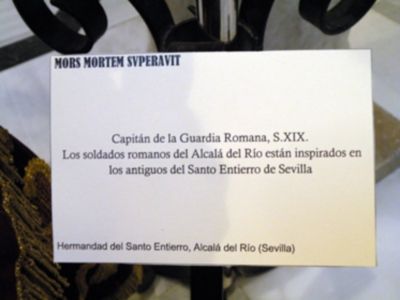 MORS MORTEM SVPERAVIT
Capitán de la Guardia Romana, S.XIX.
Los soldados romanos del Alcalá del Río están inspirados en
los antiguos del Santo Entierro de Sevilla
Hermandad del Santo Entierro, Alcalá del Río (Sevilla)